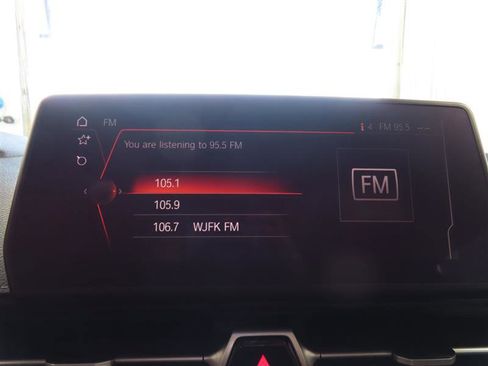 FM
4 FM 95.5 -- --
You are listening to 95.5 FM
105.1
FM
105.9
106.7 WJFK FM